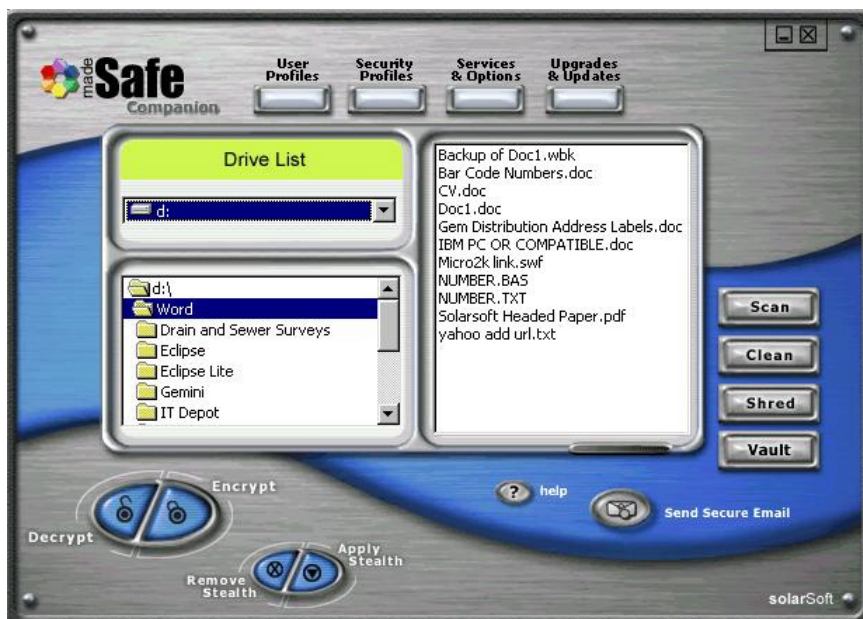 made
Safe
Companion
User
Profiles
Security
Profiles
Services
& Options
Upgrades
& Updates
Drive List
d:
d:\
Word
Drain and Sewer Surveys
Eclipse
Eclipse Lite
Gemini
IT Depot
Backup of Doc1.wbk
Bar Code Numbers.doc
CV.doc
Doc1.doc
Gem Distribution Address Labels.doc
IBM PC OR COMPATIBLE.doc
Micro2k link.swf
NUMBER.BAS
NUMBER.TXT
Solarsoft Headed Paper.pdf
yahoo add url.txt
Scan
Clean
Shred
Vault
Encrypt
Decrypt
Apply
Stealth
Remove
Stealth
? help
Send Secure Email
solarSoft